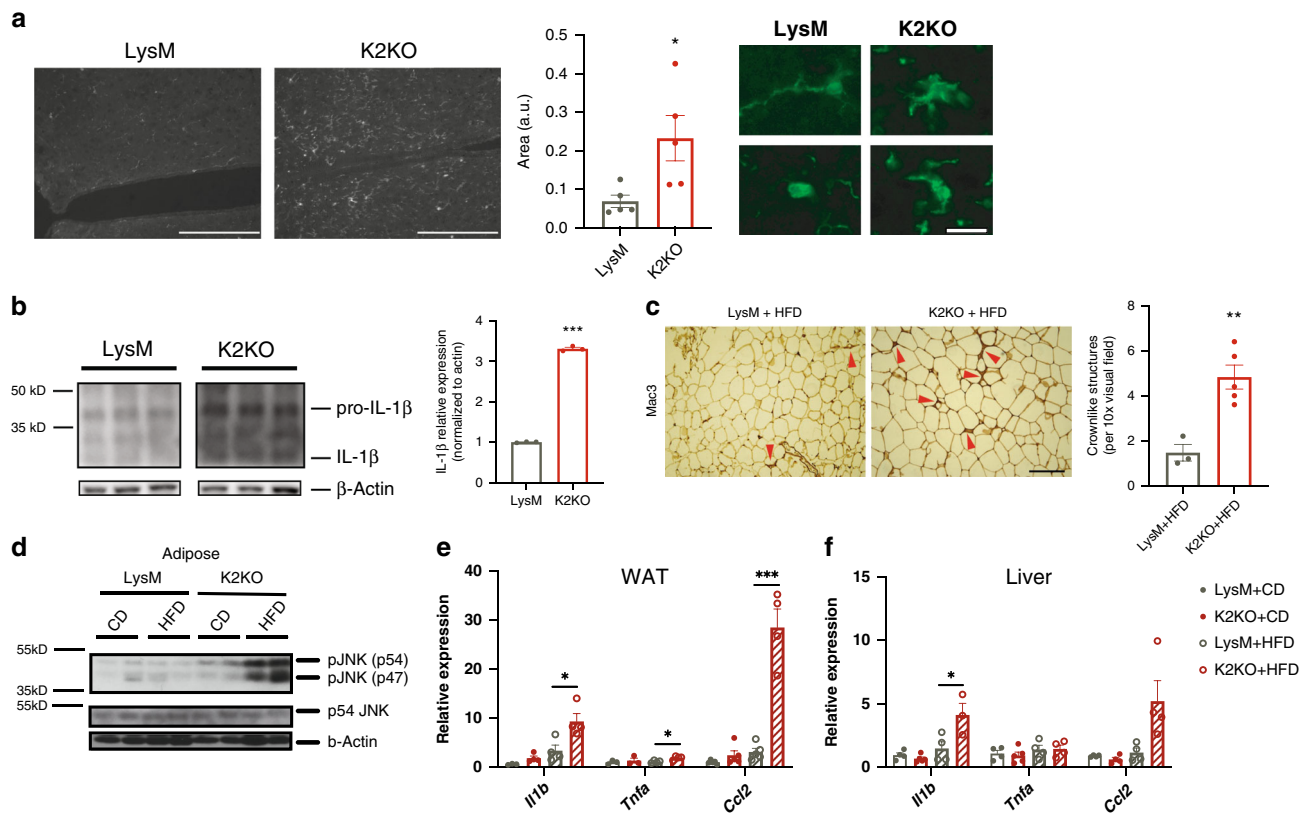 a
LysM
K2KO
0.5
0.4
0.3
0.2
0.1
0.0
Area (a.u.)
*
LysM
K2KO
LysM
K2KO
b
LysM
K2KO
50 kD
35 kD
pro-IL-1β
IL-1β
β-Actin
IL-1β relative expression
(normalized to actin)
4
3
2
1
0
***
LysM
K2KO
c
LysM + HFD
K2KO + HFD
Mac3
Crownlike structures
(per 10x visual field)
8
6
4
2
0
**
LysM+HFD
K2KO+HFD
d
Adipose
LysM
K2KO
CD
HFD
CD
HFD
55kD
35kD
55kD
pJNK (p54)
pJNK (p47)
p54 JNK
b-Actin
e
WAT
Relative expression
40
30
20
10
0
*
*
***
Il1b
Tnfa
Ccl2
f
Liver
Relative expression
15
10
5
0
*
Il1b
Tnfa
Ccl2
LysM+CD
K2KO+CD
LysM+HFD
K2KO+HFD